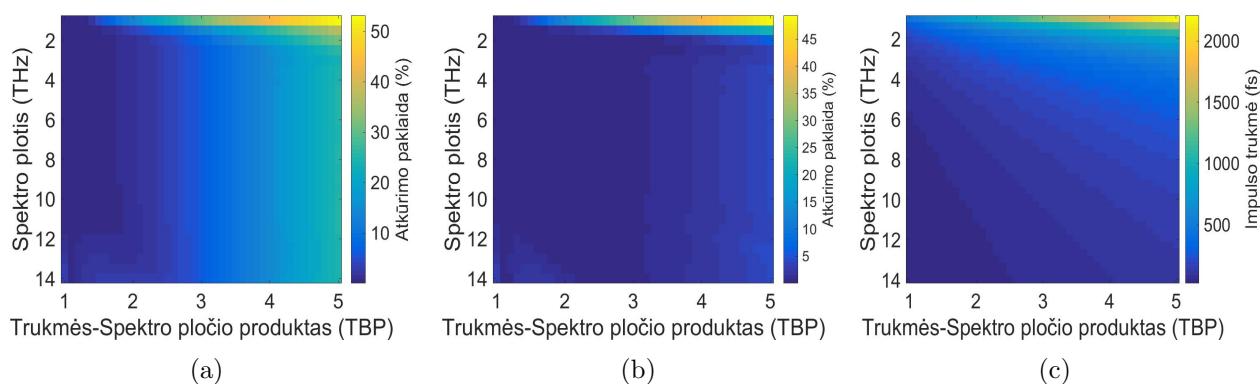 Spektro plotis (THz)
2
4
6
8
10
12
14
1 2 3 4 5
Trukmės-Spektro pločio produktas (TBP)
50
40
30
20
10
Atkūrimo paklaida (%)
(a)
Spektro plotis (THz)
2
4
6
8
10
12
14
1 2 3 4 5
Trukmės-Spektro pločio produktas (TBP)
45
40
35
30
25
20
15
10
5
Atkūrimo paklaida (%)
(b)
Spektro plotis (THz)
2
4
6
8
10
12
14
1 2 3 4 5
Trukmės-Spektro pločio produktas (TBP)
2000
1500
1000
500
Impulso trukmė (fs)
(c)